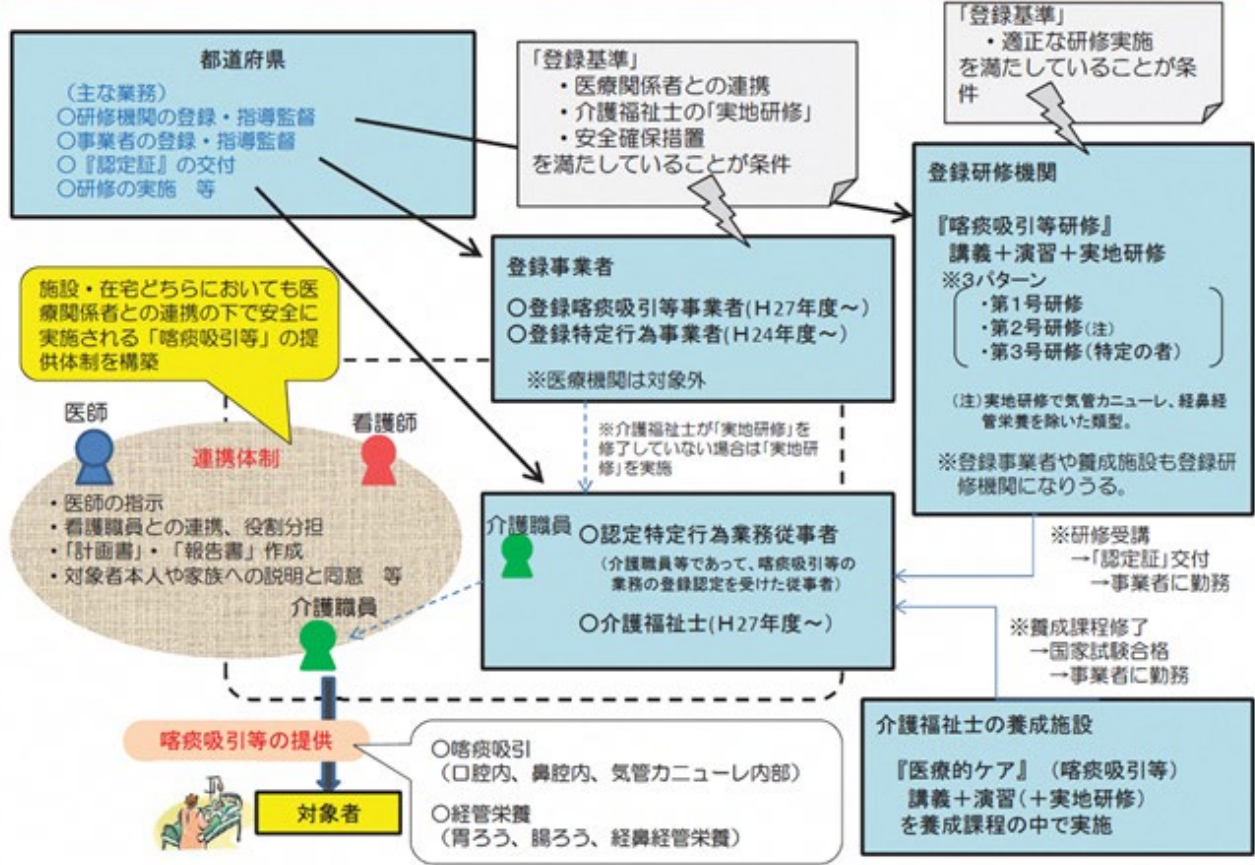 都道府県
（主な業務）
○研修機関の登録・指導監督
○事業者の登録・指導監督
○『認定証』の交付
○研修の実施　等
「登録基準」
・医療関係者との連携
・介護福祉士の「実地研修」
・安全確保措置
を満たしていることが条件
「登録基準」
・適正な研修実施
を満たしていることが条
件
登録研修機関
『喀痰吸引等研修』
講義＋演習＋実地研修
※3パターン
・第1号研修
・第2号研修（注）
・第3号研修（特定の者）
（注）実地研修で気管カニューレ、経鼻経
管栄養を除いた類型。
※登録事業者や養成施設も登録研
修機関になりうる。
登録事業者
○登録喀痰吸引等事業者（H27年度～）
○登録特定行為事業者（H24年度～）
※医療機関は対象外
施設・在宅どちらにおいても医
療関係者との連携の下で安全に
実施される「喀痰吸引等」の提
供体制を構築
医師
看護師
連携体制
・医師の指示
・看護職員との連携、役割分担
・「計画書」・「報告書」作成
・対象者本人や家族への説明と同意　等
介護職員
※介護福祉士が「実地研修」を
修了していない場合は「実地研
修」を実施
介護職員
○認定特定行為業務従事者
（介護職員等であって、喀痰吸引等の
業務の登録認定を受けた従事者）
○介護福祉士（H27年度～）
※研修受講
→「認定証」交付
→事業者に勤務
※養成課程修了
→国家試験合格
→事業者に勤務
介護福祉士の養成施設
『医療的ケア』（喀痰吸引等）
講義＋演習（＋実地研修）
を養成課程の中で実施
喀痰吸引等の提供
対象者
○喀痰吸引
（口腔内、鼻腔内、気管カニューレ内部）
○経管栄養
（胃ろう、腸ろう、経鼻経管栄養）